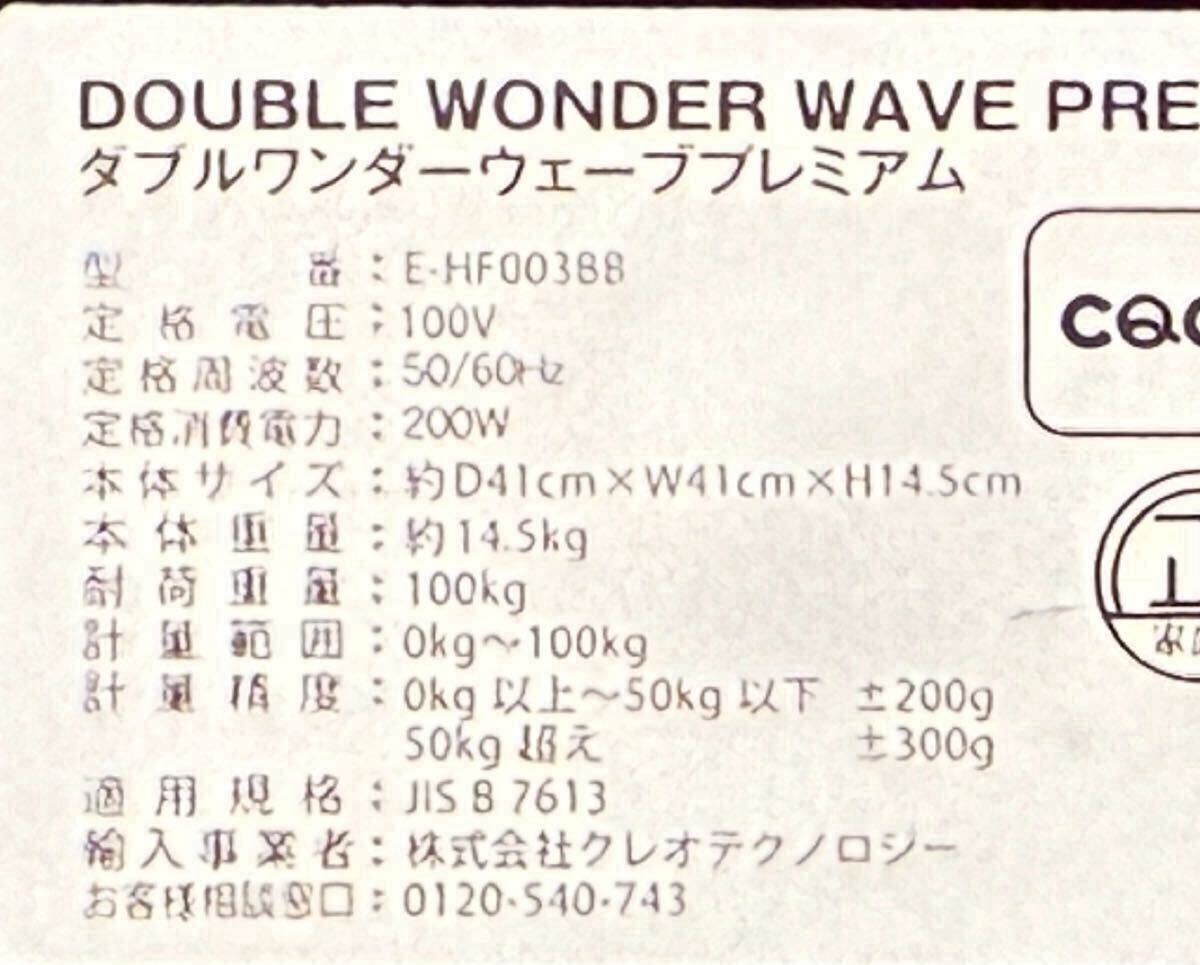 DOUBLE WONDER WAVE PRE
ダブルワンダーウェーブプレミアム
型番：E-HF00388
定格電圧：100V
定格周波数：50/60Hz
定格消費電力：200W
本体サイズ：約D41cm×W41cm×H14.5cm
本体重量：約14.5kg
耐荷重量：100kg
計量範囲：0kg～100kg
計量精度：0kg以上～50kg以下 ±200g
50kg超え ±300g
適用規格：JIS B 7613
輸入事業者：株式会社クレオテクノロジー
お客様相談窓口：0120-540-743